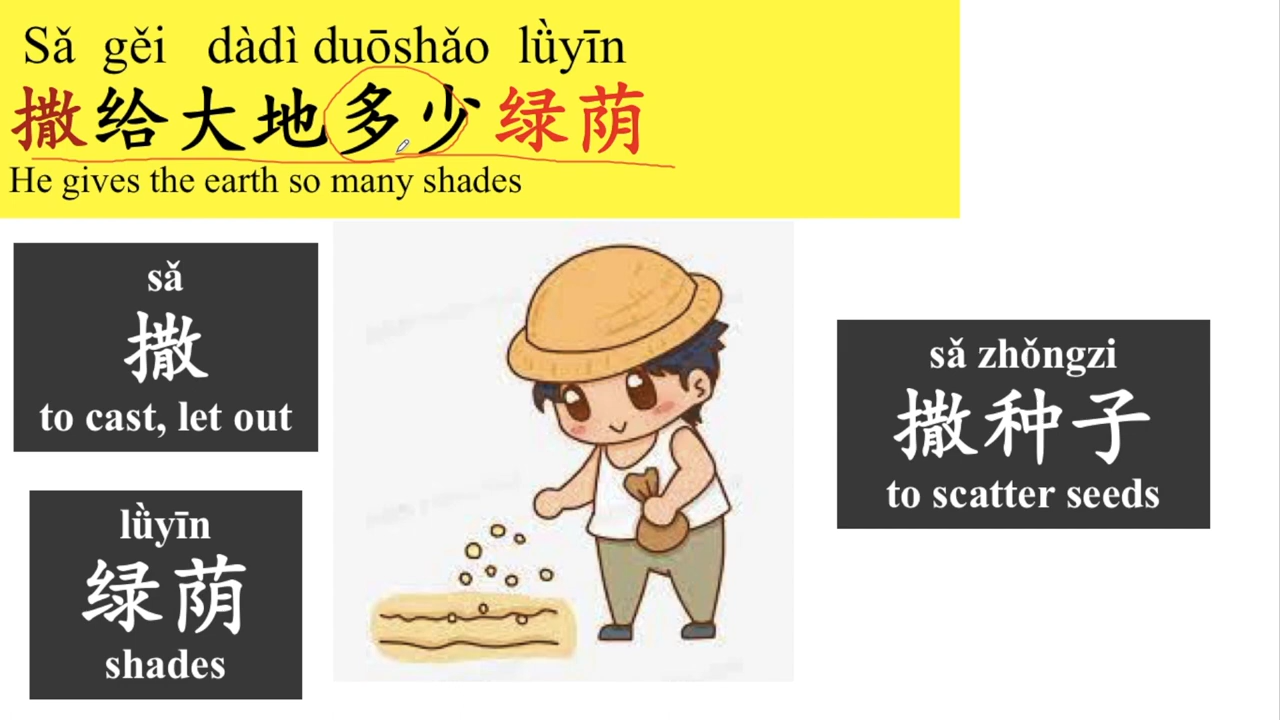 Sǎ gěi dàdì duōshǎo lǜyīn
撒给大地多少绿荫
He gives the earth so many shades
sǎ
撒
to cast, let out
lǜyīn
绿荫
shades
sǎ zhǒngzi
撒种子
to scatter seeds